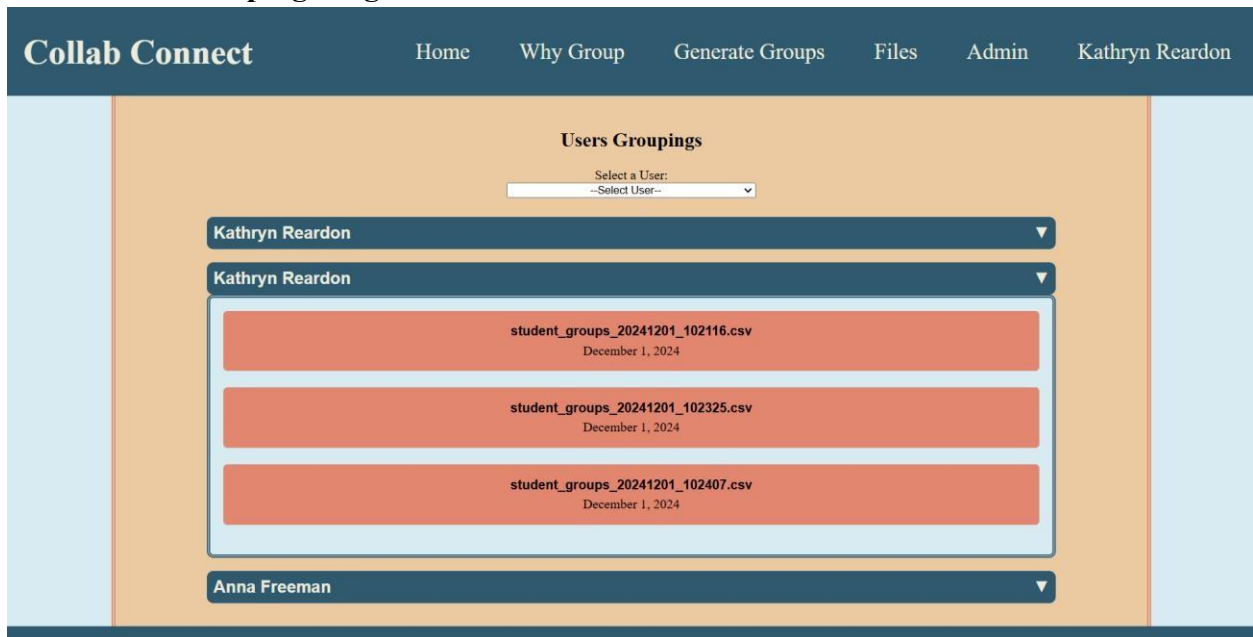 Collab Connect Home Why Group Generate Groups Files Admin Kathryn Reardon
Users Groupings
Select a User:
--Select User--
Kathryn Reardon ▼
Kathryn Reardon ▼
student_groups_20241201_102116.csv
December 1, 2024
student_groups_20241201_102325.csv
December 1, 2024
student_groups_20241201_102407.csv
December 1, 2024
Anna Freeman ▼